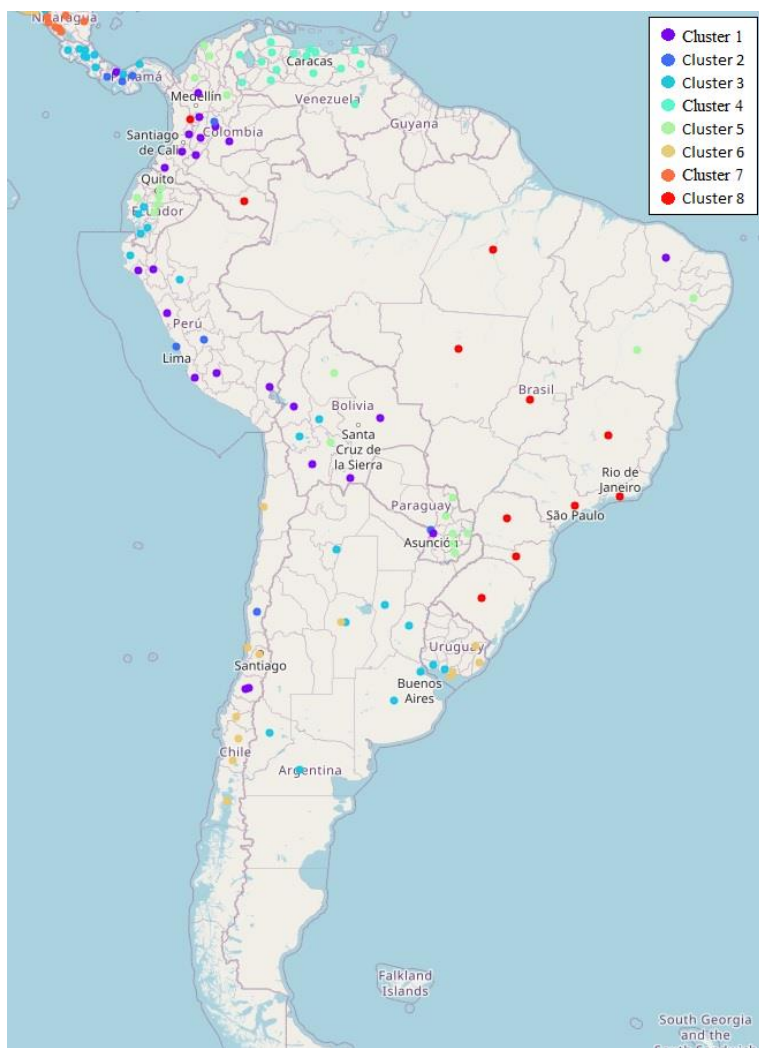 Nicaragua
Panamá
Caracas
Medellín
Venezuela
Guyana
Santiago
de Cali
Colombia
Quito
Ecuador
Perú
Lima
Brasil
Bolivia
Santa
Cruz de
la Sierra
Rio de
Janeiro
Paraguay
São Paulo
Asunción
Uruguay
Santiago
Buenos
Aires
Chile
Argentina
Falkland
Islands
South Georgia
and the
Cluster 1
Cluster 2
Cluster 3
Cluster 4
Cluster 5
Cluster 6
Cluster 7
Cluster 8